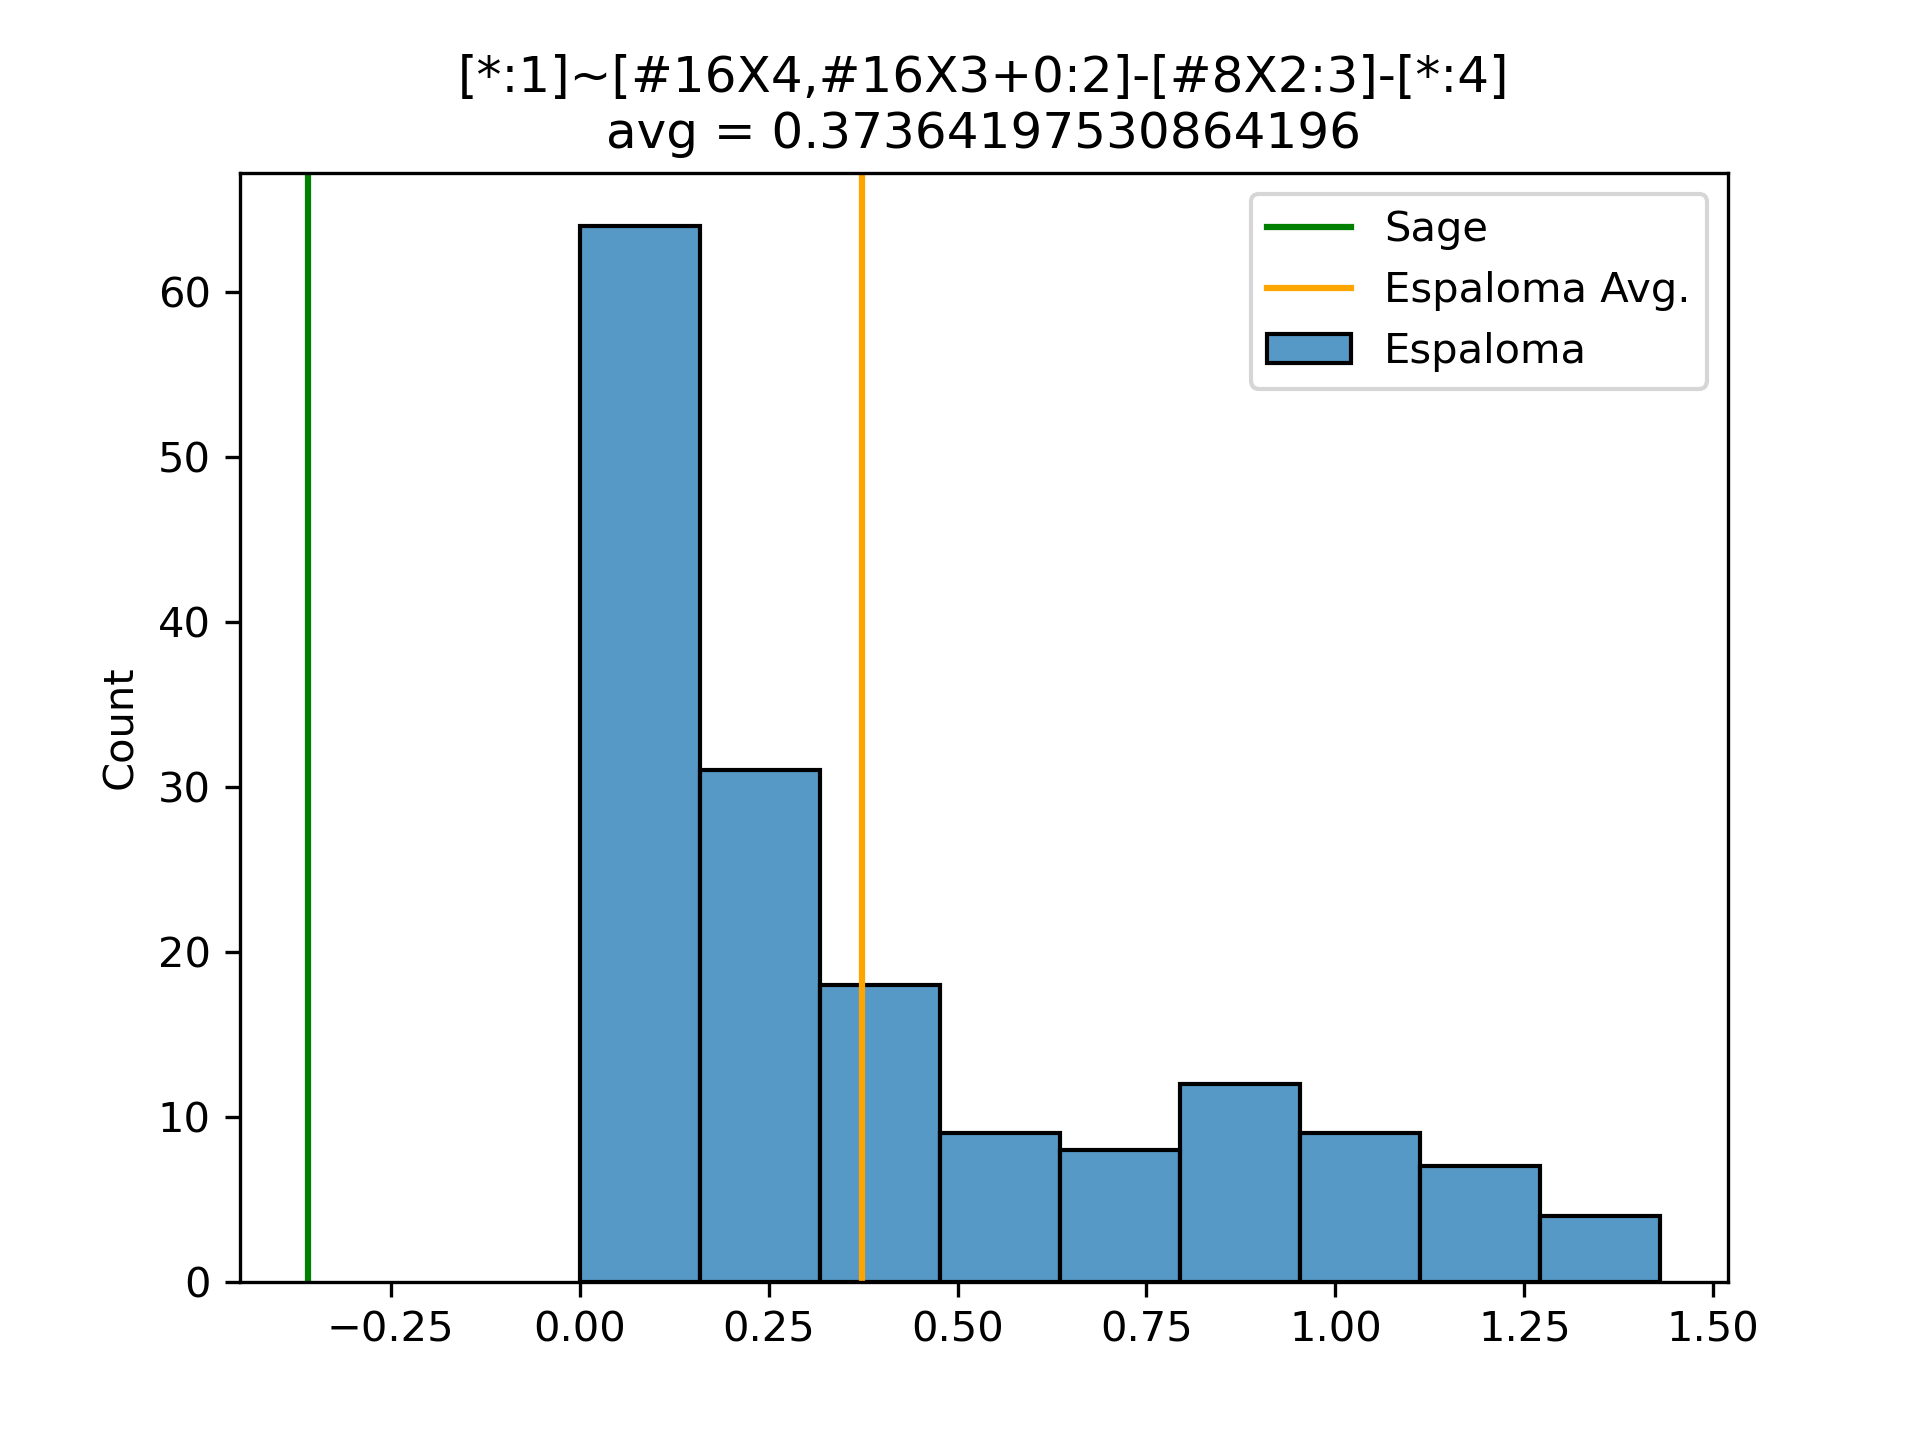 [*:1]~[#16X4,#16X3+0:2]-[#8X2:3]-[*:4]
avg = 0.37364197530864196
Sage
Espaloma Avg.
Espaloma
Count
60
50
40
30
20
10
0
−0.25 0.00 0.25 0.50 0.75 1.00 1.25 1.50